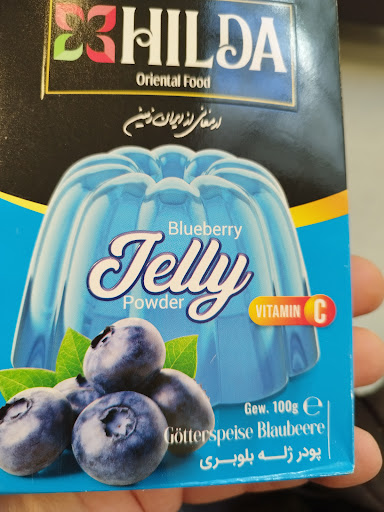 HILDA
Oriental Food
ارمغانی از ایران زمین
Blueberry
Jelly
Powder
VITAMIN C
Gew. 100g ℮
Götterspeise Blaubeere
پودر ژله بلوبری